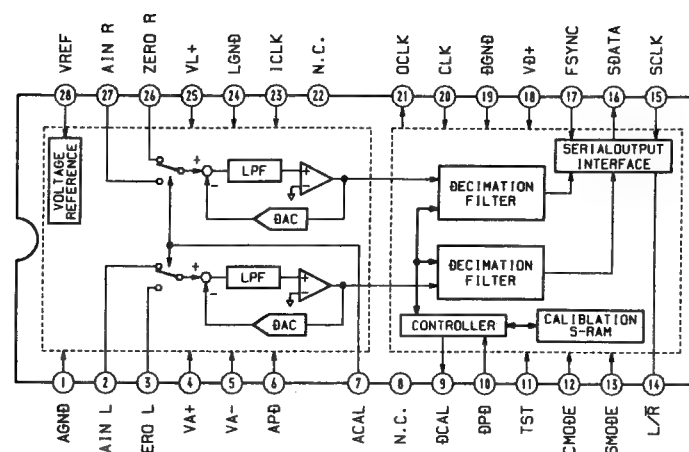 VREF
AIN R
ZERO R
VL+
LGND
ICLK
N.C.
OCLK
CLK
DGND
VD+
FSYNC
SDATA
SCLK
28
27
26
25
24
23
22
21
20
19
18
17
16
15
VOLTAGE
REFERENCE
+
-
LPF
+
-
DAC
DECIMATION
FILTER
SERIALOUTPUT
INTERFACE
+
-
LPF
+
-
DAC
DECIMATION
FILTER
CONTROLLER
CALIBLATION
S-RAM
1
2
3
4
5
6
7
8
9
10
11
12
13
14
AGND
AIN L
ZERO L
VA+
VA-
APD
ACAL
N.C.
DCAL
DPD
TST
CMODE
SMODE
L/R̅